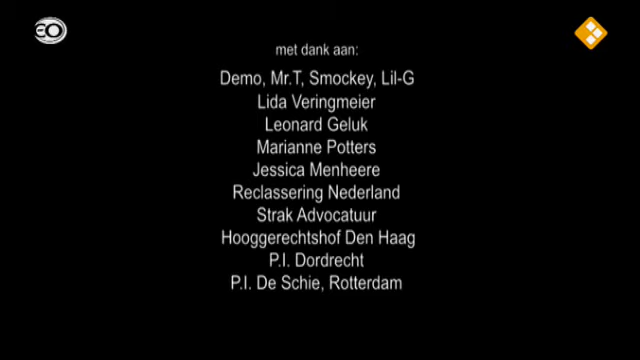 EO
met dank aan:
Demo, Mr.T, Smockey, Lil-G
Lida Veringmeier
Leonard Geluk
Marianne Potters
Jessica Menheere
Reclassering Nederland
Strak Advocatuur
Hooggerechtshof Den Haag
P.I. Dordrecht
P.I. De Schie, Rotterdam